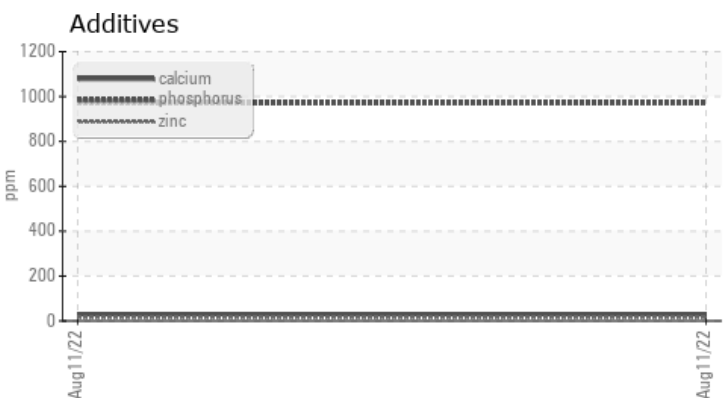 Additives
1200
1000
800
600
400
200
0
ppm
calcium
phosphorus
zinc
Aug11/22
Aug11/22